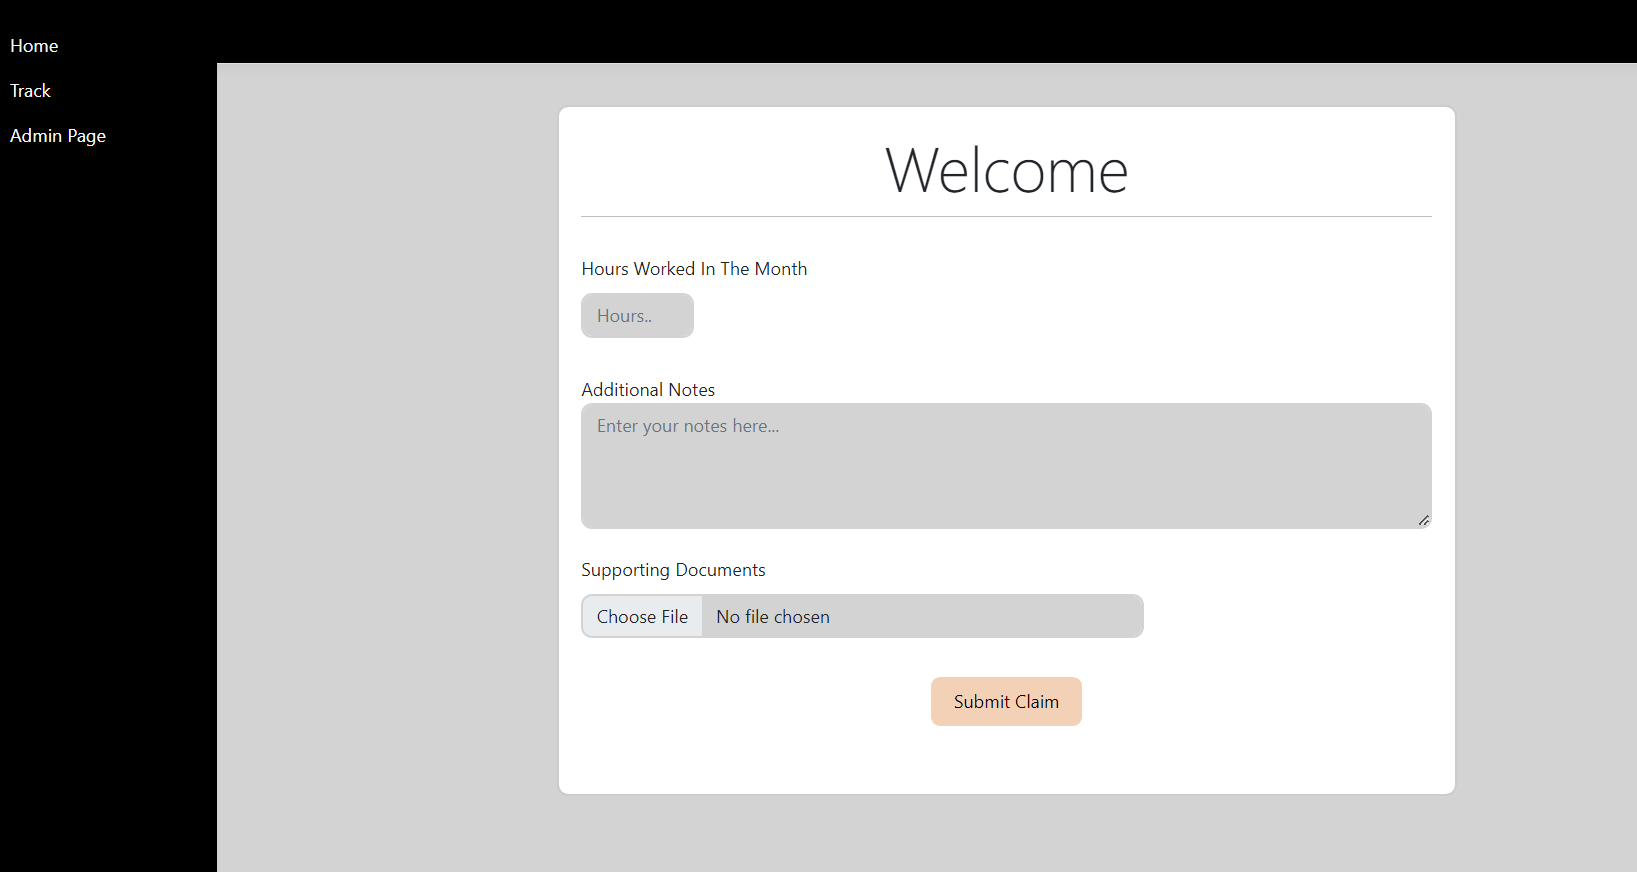 Home
Track
Admin Page
Welcome
Hours Worked In The Month
Hours..
Additional Notes
Enter your notes here...
Supporting Documents
Choose File No file chosen
Submit Claim